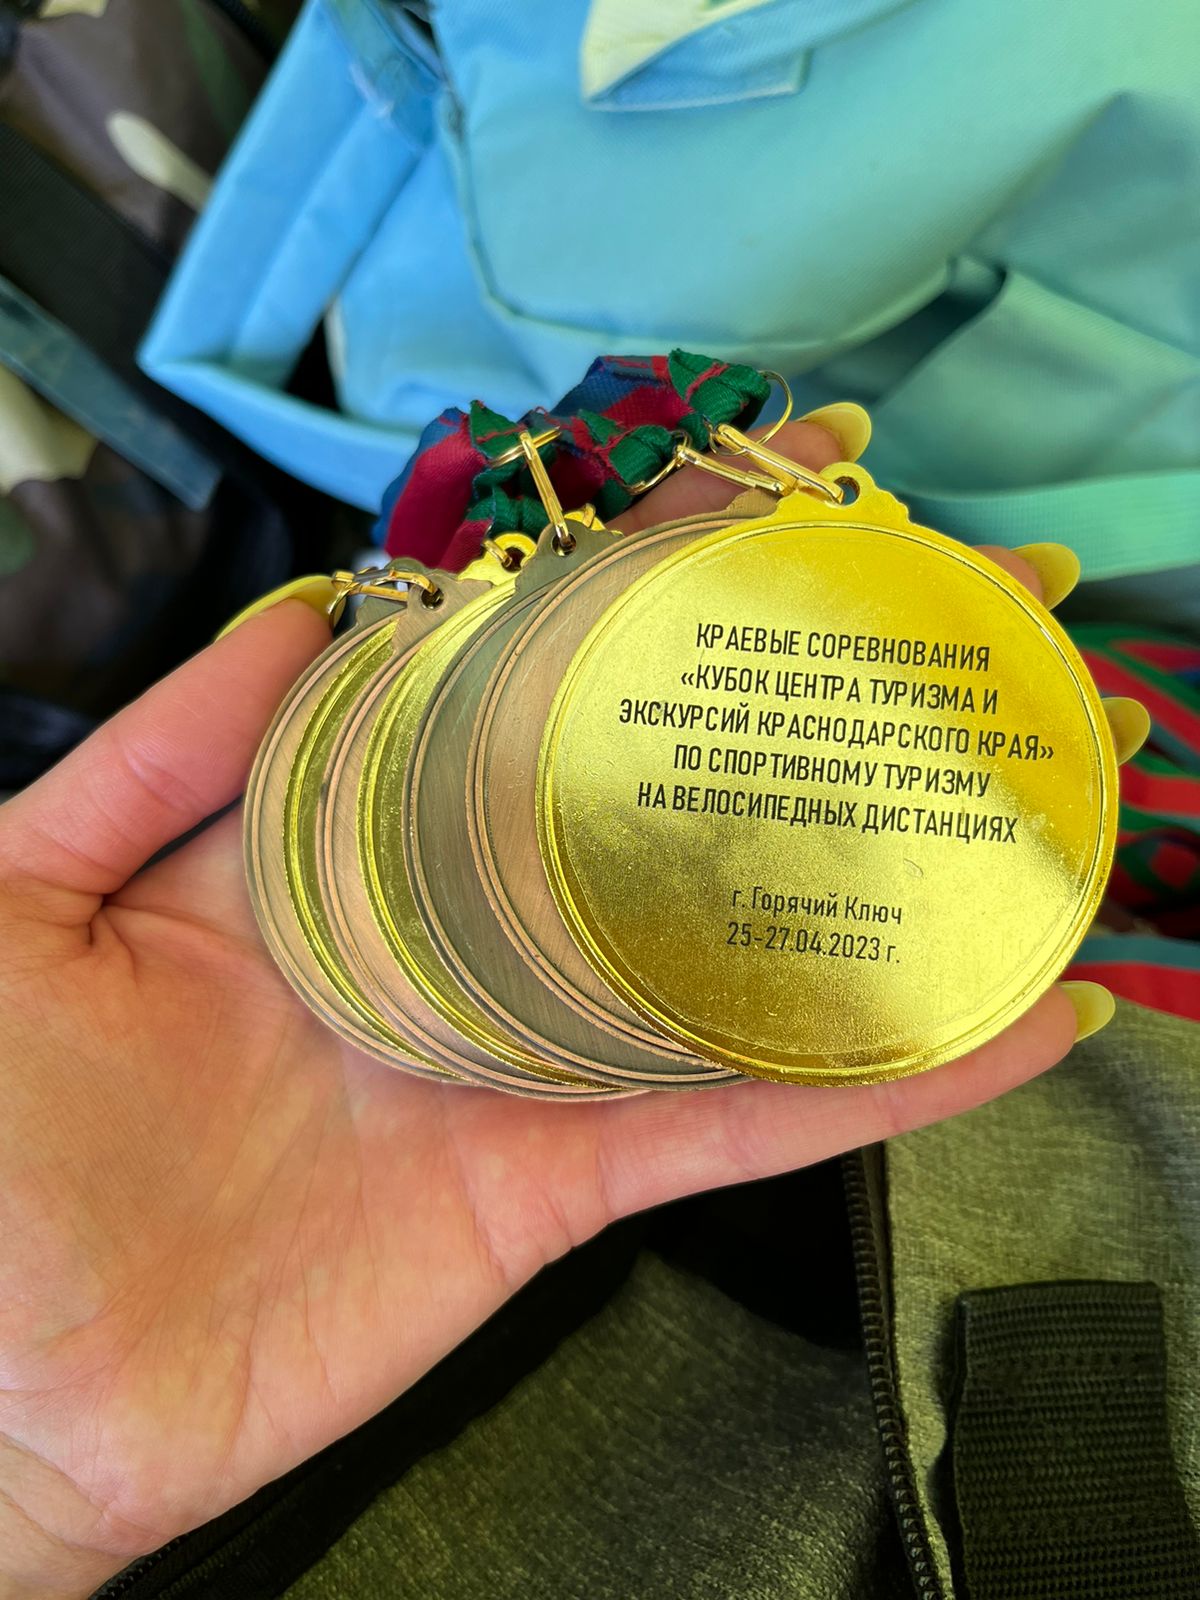 КРАЕВЫЕ СОРЕВНОВАНИЯ
«КУБОК ЦЕНТРА ТУРИЗМА И
ЭКСКУРСИЙ КРАСНОДАРСКОГО КРАЯ»
ПО СПОРТИВНОМУ ТУРИЗМУ
НА ВЕЛОСИПЕДНЫХ ДИСТАНЦИЯХ
г. Горячий Ключ
25-27.04.2023 г.